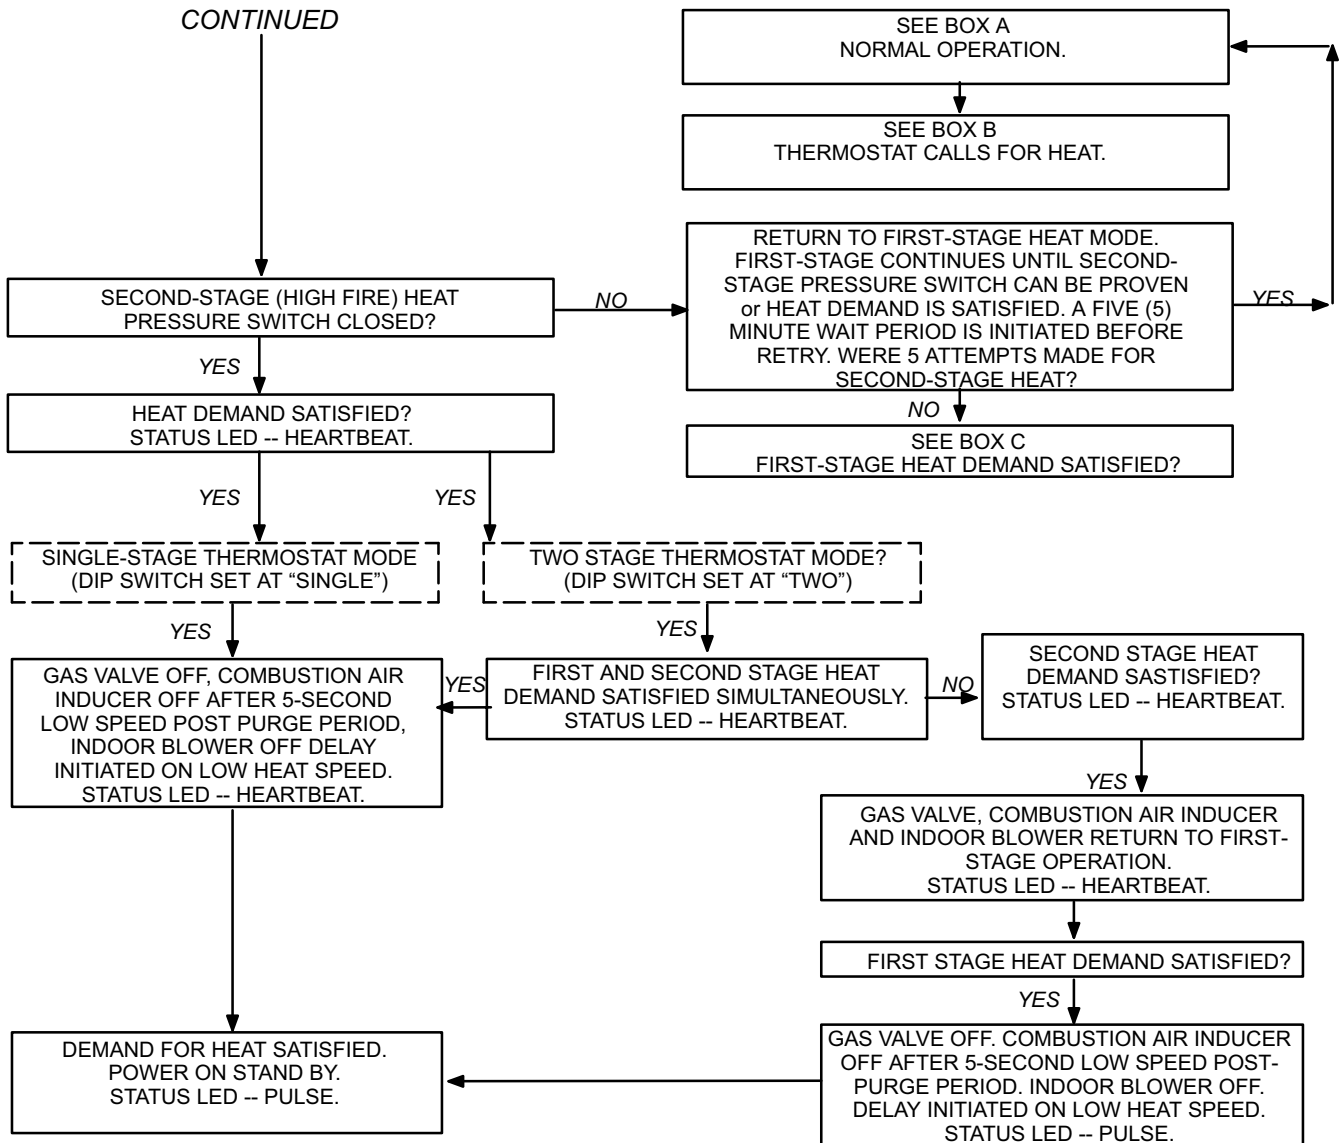 CONTINUED
SEE BOX A
NORMAL OPERATION.
SEE BOX B
THERMOSTAT CALLS FOR HEAT.
SECOND-STAGE (HIGH FIRE) HEAT
PRESSURE SWITCH CLOSED?
NO
RETURN TO FIRST-STAGE HEAT MODE.
FIRST-STAGE CONTINUES UNTIL SECOND-
STAGE PRESSURE SWITCH CAN BE PROVEN
or HEAT DEMAND IS SATISFIED. A FIVE (5)
MINUTE WAIT PERIOD IS INITIATED BEFORE
RETRY. WERE 5 ATTEMPTS MADE FOR
SECOND-STAGE HEAT?
YES
YES
NO
HEAT DEMAND SATISFIED?
STATUS LED -- HEARTBEAT.
SEE BOX C
FIRST-STAGE HEAT DEMAND SATISFIED?
YES
YES
SINGLE-STAGE THERMOSTAT MODE
(DIP SWITCH SET AT “SINGLE”)
TWO STAGE THERMOSTAT MODE?
(DIP SWITCH SET AT “TWO”)
YES
YES
GAS VALVE OFF, COMBUSTION AIR
INDUCER OFF AFTER 5-SECOND
LOW SPEED POST PURGE PERIOD,
INDOOR BLOWER OFF DELAY
INITIATED ON LOW HEAT SPEED.
STATUS LED -- HEARTBEAT.
YES
FIRST AND SECOND STAGE HEAT
DEMAND SATISFIED SIMULTANEOUSLY.
STATUS LED -- HEARTBEAT.
NO
SECOND STAGE HEAT
DEMAND SASTISFIED?
STATUS LED -- HEARTBEAT.
YES
GAS VALVE, COMBUSTION AIR INDUCER
AND INDOOR BLOWER RETURN TO FIRST-
STAGE OPERATION.
STATUS LED -- HEARTBEAT.
FIRST STAGE HEAT DEMAND SATISFIED?
YES
DEMAND FOR HEAT SATISFIED.
POWER ON STAND BY.
STATUS LED -- PULSE.
GAS VALVE OFF. COMBUSTION AIR INDUCER
OFF AFTER 5-SECOND LOW SPEED POST-
PURGE PERIOD. INDOOR BLOWER OFF.
DELAY INITIATED ON LOW HEAT SPEED.
STATUS LED -- PULSE.